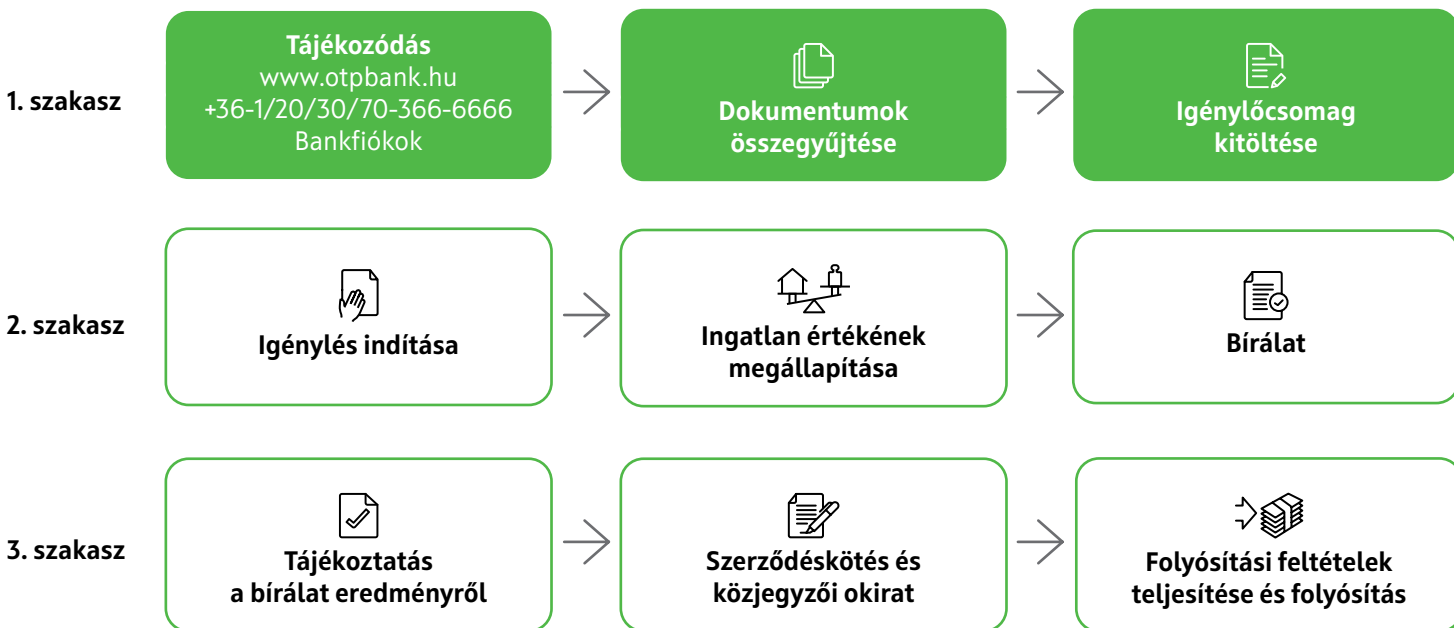 1. szakasz
Tájékozódás
www.otpbank.hu
+36-1/20/30/70-366-6666
Bankfiókok
Dokumentumok
összegyűjtése
Igénylőcsomag
kitöltése
2. szakasz
Igénylés indítása
Ingatlan értékének
megállapítása
Bírálat
3. szakasz
Tájékoztatás
a bírálat eredményről
Szerződéskötés és
közjegyzői okirat
Folyósítási feltételek
teljesítése és folyósítás